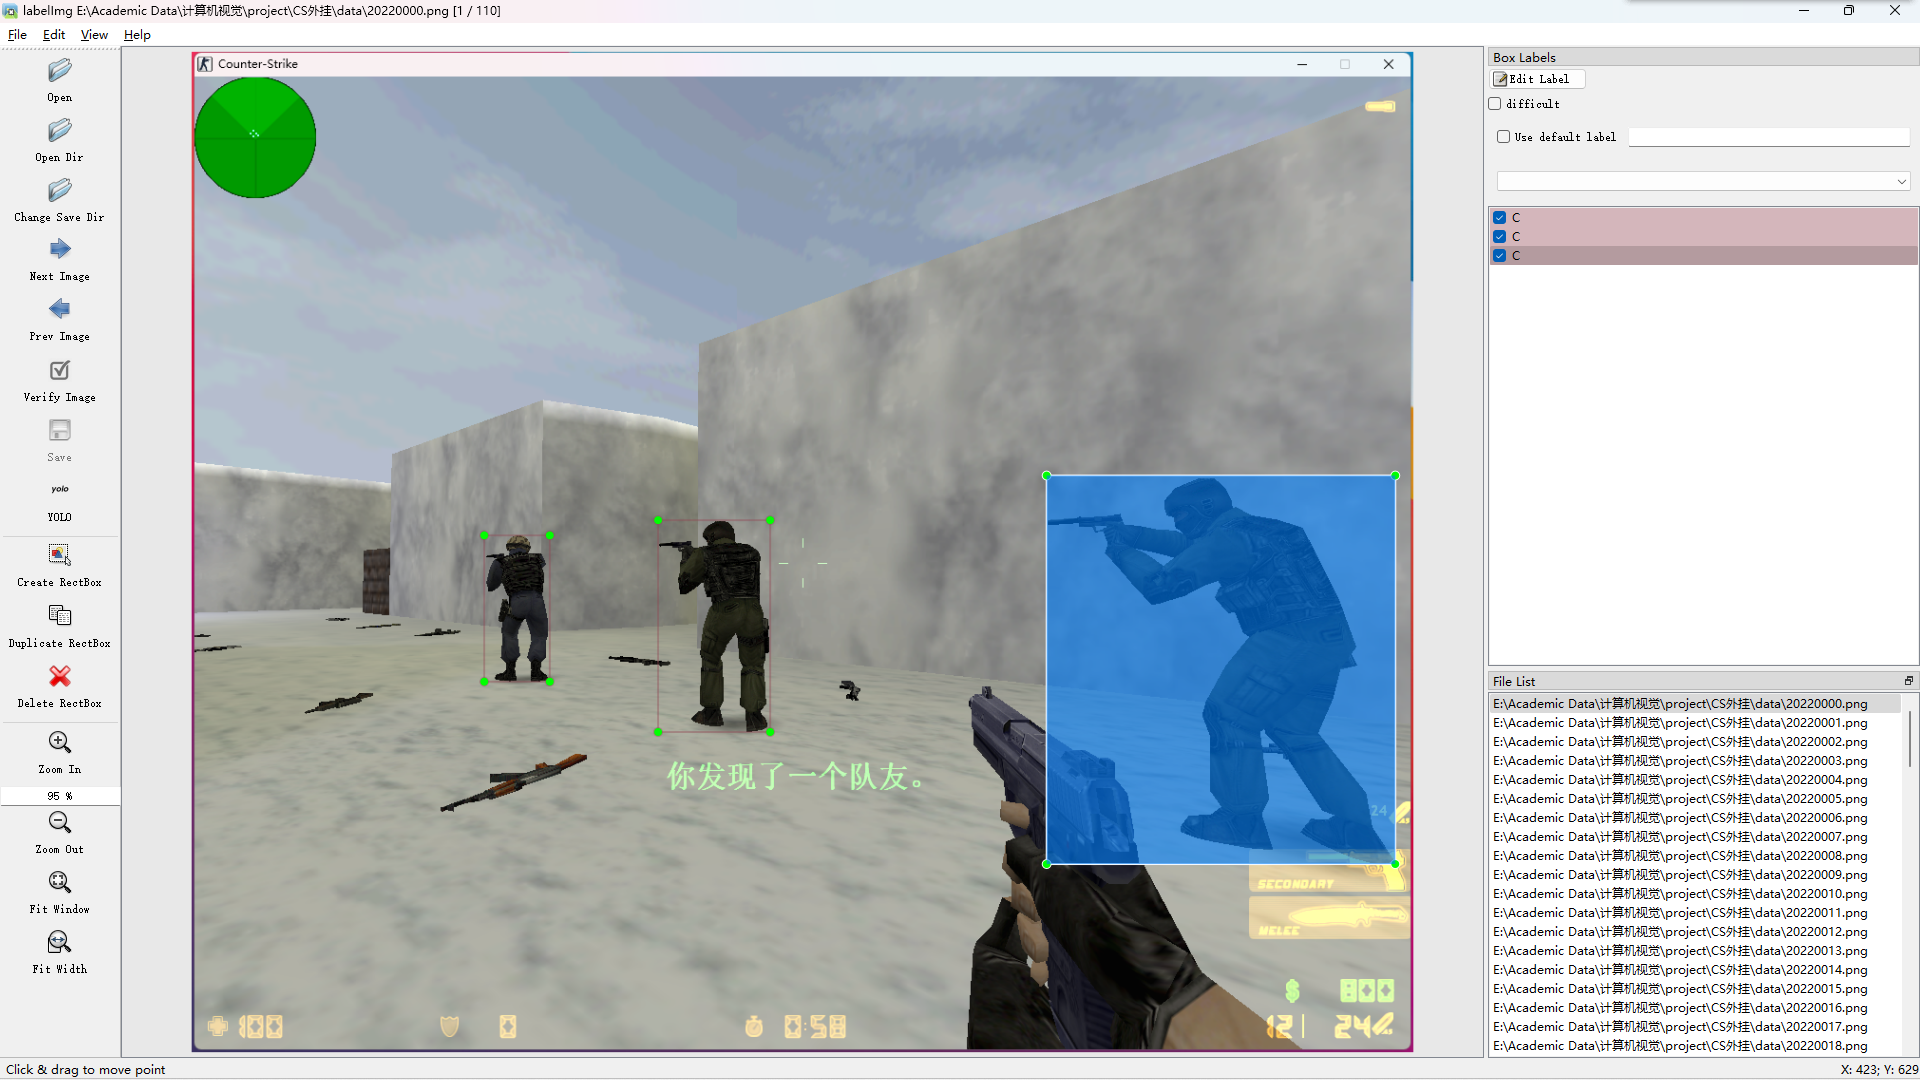 labelImg E:\Academic Data\计算机视觉\project\CS外挂\data\20220000.png [1 / 110]
File Edit View Help
Open
Open Dir
Change Save Dir
Next Image
Prev Image
Verify Image
Save
yolo
YOLO
Create RectBox
Duplicate RectBox
Delete RectBox
Zoom In
95 %
Zoom Out
Fit Window
Fit Width
Counter-Strike
你发现了一个队友。
24
SECONDARY
MELEE
$ 800
100
0
0:58
12 | 24
Box Labels
Edit Label
difficult
Use default label
C
C
C
File List
E:\Academic Data\计算机视觉\project\CS外挂\data\20220000.png
E:\Academic Data\计算机视觉\project\CS外挂\data\20220001.png
E:\Academic Data\计算机视觉\project\CS外挂\data\20220002.png
E:\Academic Data\计算机视觉\project\CS外挂\data\20220003.png
E:\Academic Data\计算机视觉\project\CS外挂\data\20220004.png
E:\Academic Data\计算机视觉\project\CS外挂\data\20220005.png
E:\Academic Data\计算机视觉\project\CS外挂\data\20220006.png
E:\Academic Data\计算机视觉\project\CS外挂\data\20220007.png
E:\Academic Data\计算机视觉\project\CS外挂\data\20220008.png
E:\Academic Data\计算机视觉\project\CS外挂\data\20220009.png
E:\Academic Data\计算机视觉\project\CS外挂\data\20220010.png
E:\Academic Data\计算机视觉\project\CS外挂\data\20220011.png
E:\Academic Data\计算机视觉\project\CS外挂\data\20220012.png
E:\Academic Data\计算机视觉\project\CS外挂\data\20220013.png
E:\Academic Data\计算机视觉\project\CS外挂\data\20220014.png
E:\Academic Data\计算机视觉\project\CS外挂\data\20220015.png
E:\Academic Data\计算机视觉\project\CS外挂\data\20220016.png
E:\Academic Data\计算机视觉\project\CS外挂\data\20220017.png
E:\Academic Data\计算机视觉\project\CS外挂\data\20220018.png
Click & drag to move point
X: 423; Y: 629